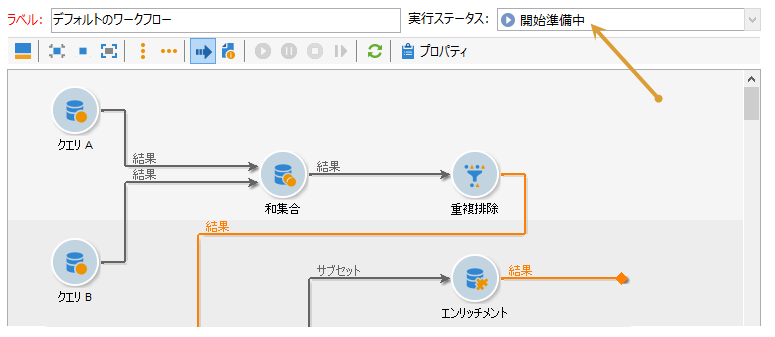 ラベル: デフォルトのワークフロー 実行ステータス: 開始準備中
プロパティ
クエリ A
結果
結果
結果
和集合
重複排除
結果
クエリ B
サブセット
結果
エンリッチメント